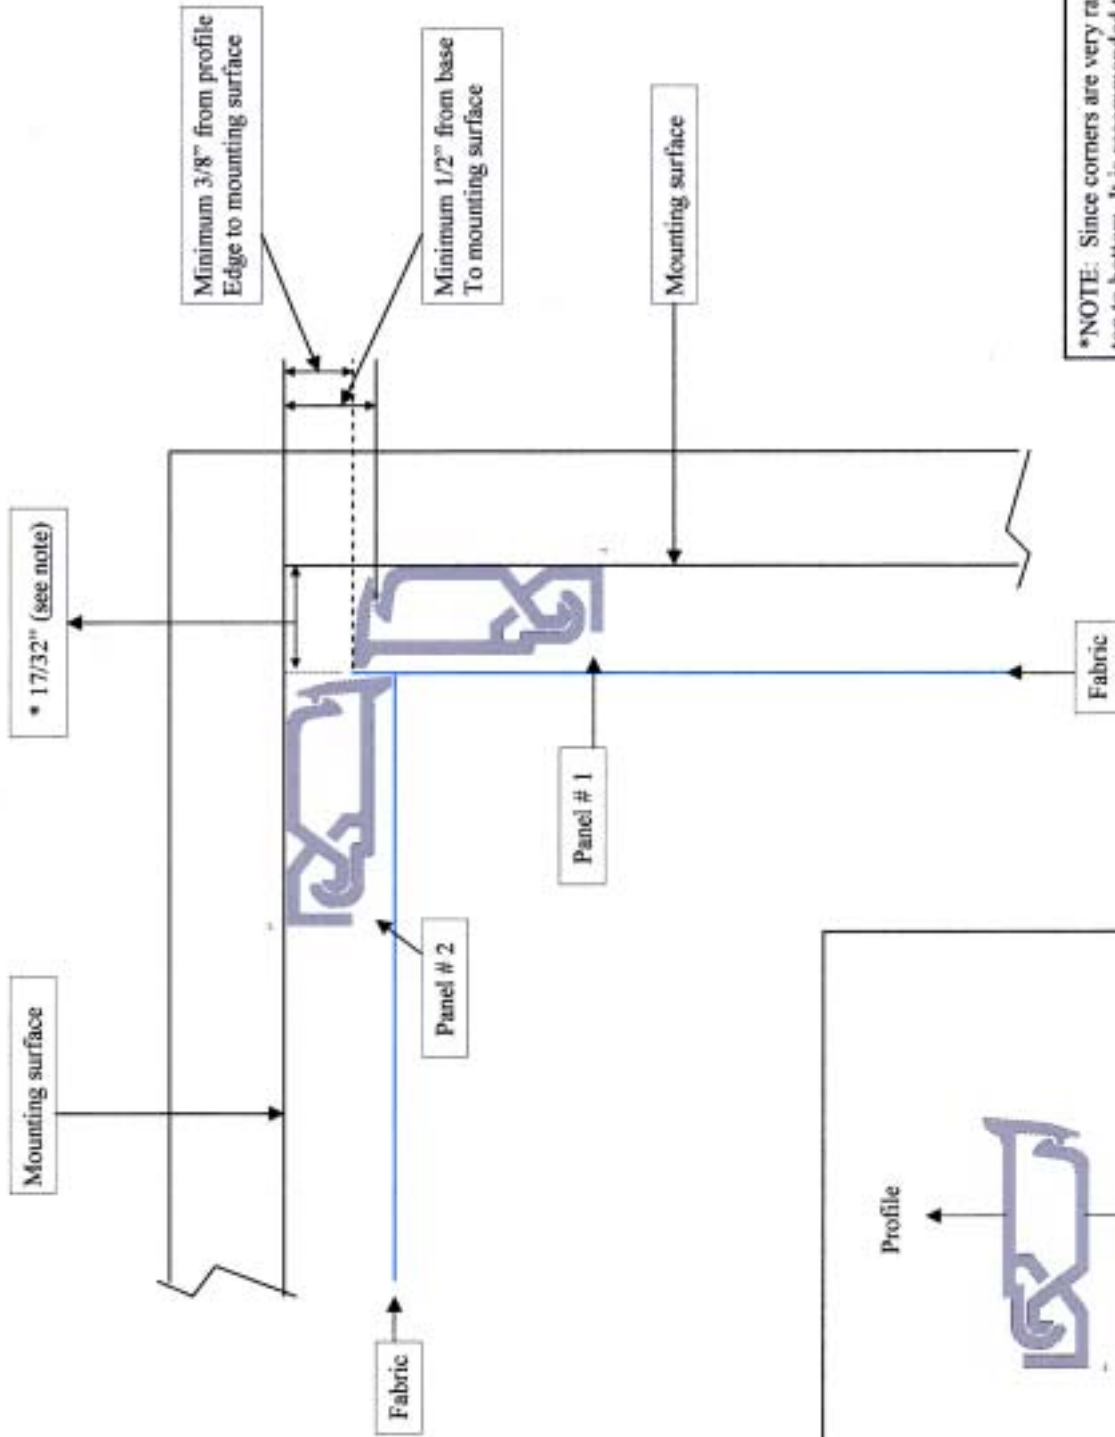 Minimum 3/8" from profile
Edge to mounting surface
Minimum 1/2" from base
To mounting surface
Mounting surface
* 17/32" (see note)
Mounting surface
Panel # 1
Panel # 2
Fabric
Fabric
Profile
*NOTE: Since corners are very